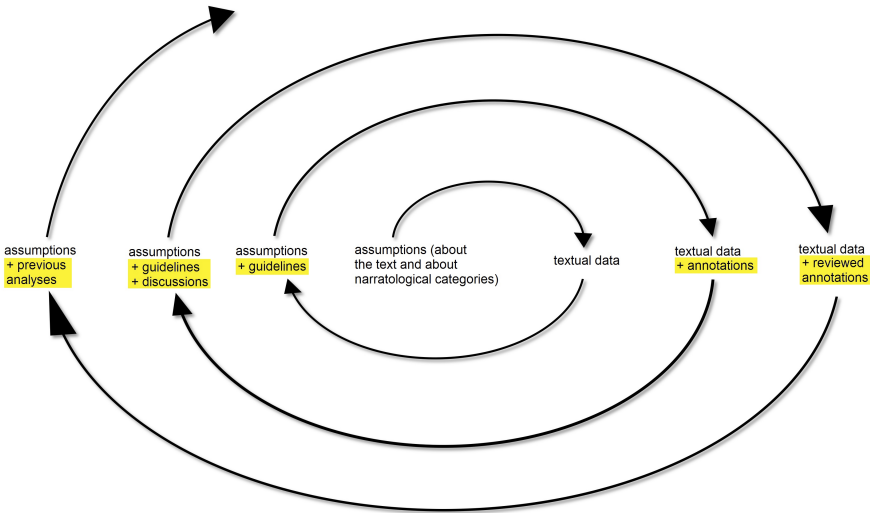 assumptions
+ previous
analyses
assumptions
+ guidelines
+ discussions
assumptions
+ guidelines
assumptions (about
the text and about
narratological categories)
textual data
textual data
+ annotations
textual data
+ reviewed
annotations